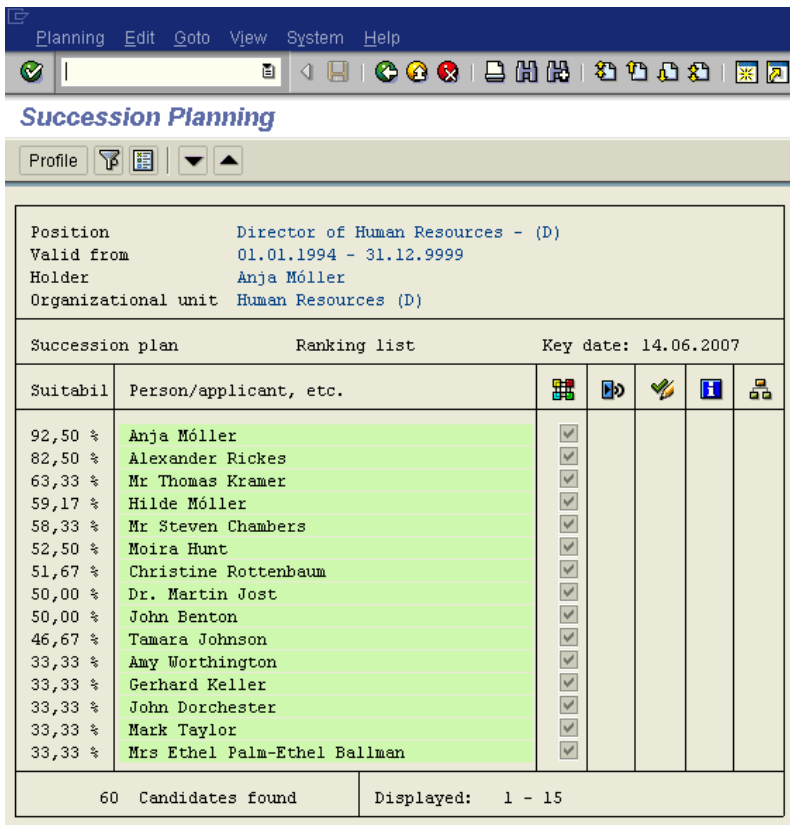 Planning Edit Goto View System Help
Succession Planning
Profile
Position Director of Human Resources - (D)
Valid from 01.01.1994 - 31.12.9999
Holder Anja Móller
Organizational unit Human Resources (D)
Succession plan Ranking list Key date: 14.06.2007
Suitabil Person/applicant, etc.
92,50 % Anja Móller
82,50 % Alexander Rickes
63,33 % Mr Thomas Kramer
59,17 % Hilde Móller
58,33 % Mr Steven Chambers
52,50 % Moira Hunt
51,67 % Christine Rottenbaum
50,00 % Dr. Martin Jost
50,00 % John Benton
46,67 % Tamara Johnson
33,33 % Amy Worthington
33,33 % Gerhard Keller
33,33 % John Dorchester
33,33 % Mark Taylor
33,33 % Mrs Ethel Palm-Ethel Ballman
60 Candidates found Displayed: 1 - 15